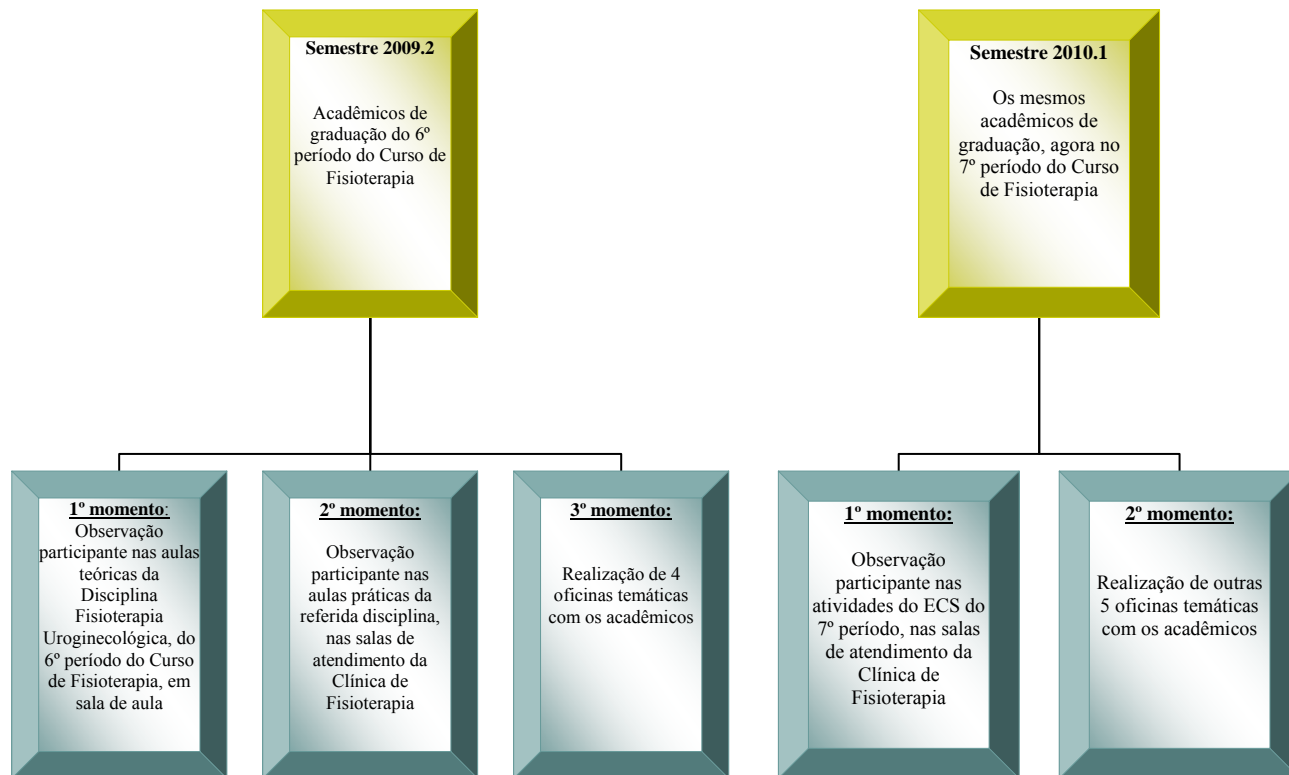 Semestre 2009.2
Acadêmicos de
graduação do 6º
período do Curso de
Fisioterapia
Semestre 2010.1
Os mesmos
acadêmicos de
graduação, agora no
7º período do Curso
de Fisioterapia
1º momento:
Observação
participante nas aulas
teóricas da
Disciplina
Fisioterapia
Uroginecológica, do
6º período do Curso
de Fisioterapia, em
sala de aula
2º momento:
Observação
participante nas
aulas práticas da
referida disciplina,
nas salas de
atendimento da
Clínica de
Fisioterapia
3º momento:
Realização de 4
oficinas temáticas
com os acadêmicos
1º momento:
Observação
participante nas
atividades do ECS do
7º período, nas salas
de atendimento da
Clínica de
Fisioterapia
2º momento:
Realização de outras
5 oficinas temáticas
com os acadêmicos